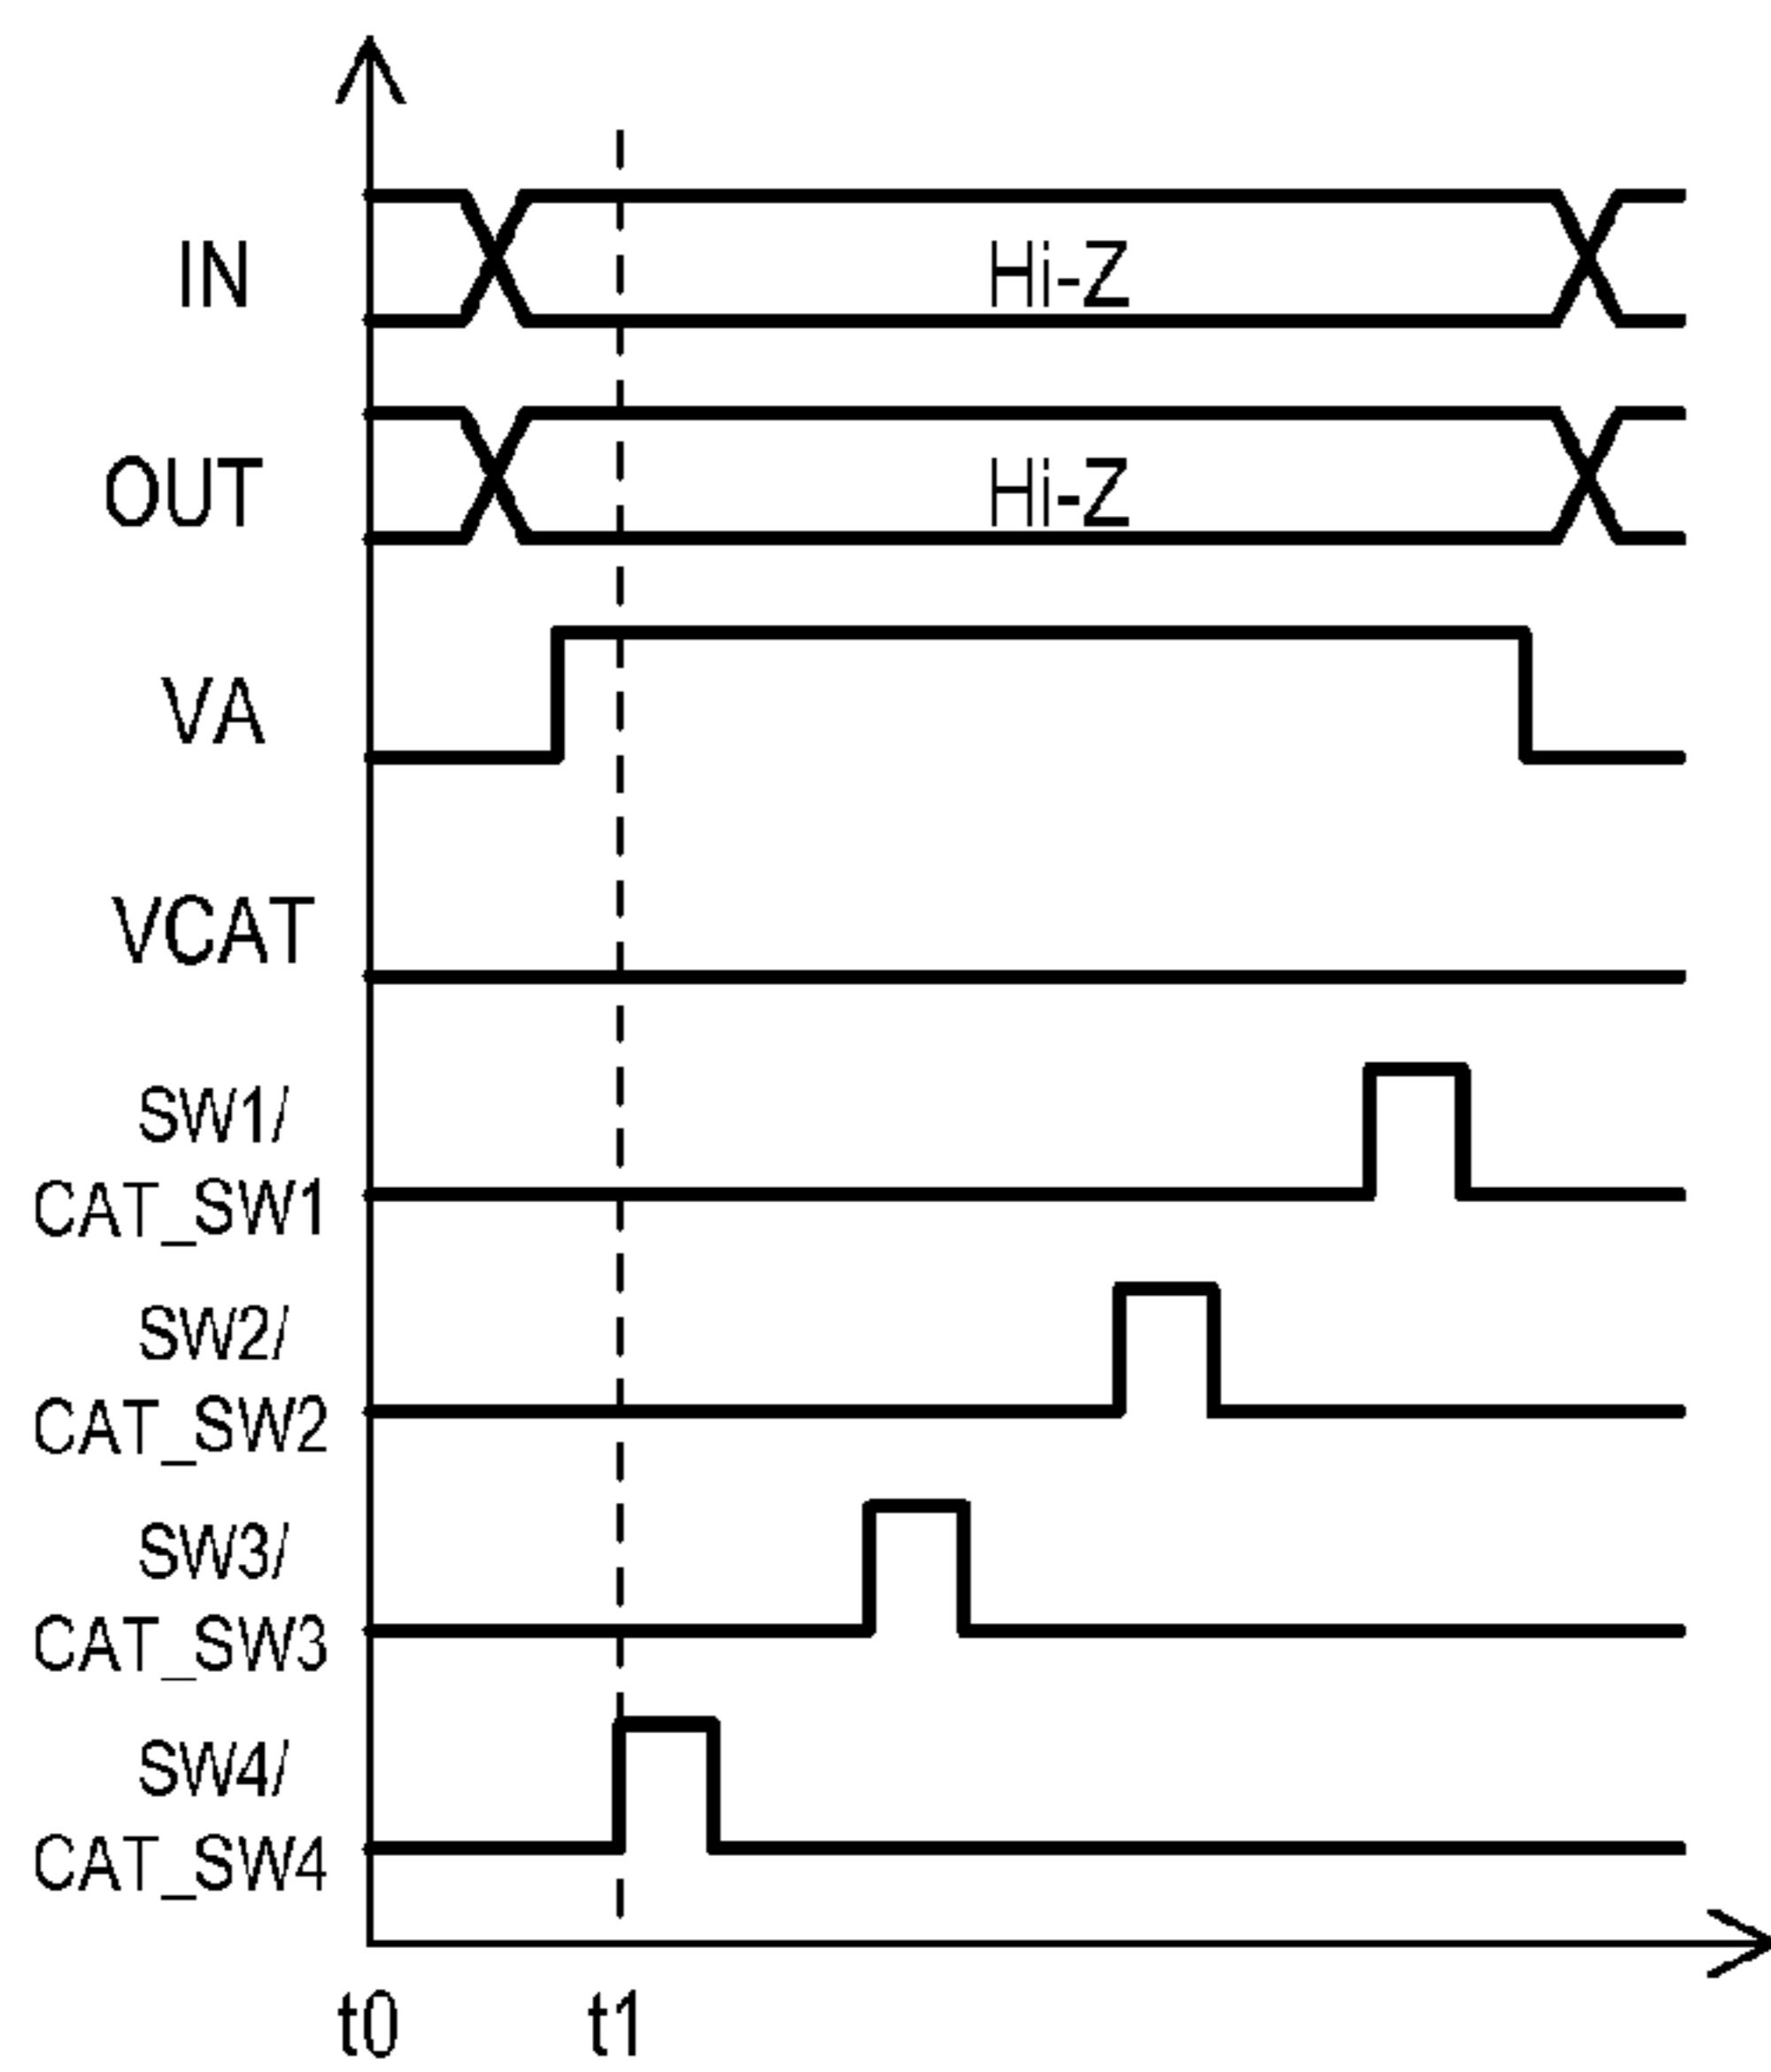 IN
Hi-Z
OUT
Hi-Z
VA
VCAT
SW1/
CAT_SW1
SW2/
CAT_SW2
SW3/
CAT_SW3
SW4/
CAT_SW4
t0 t1